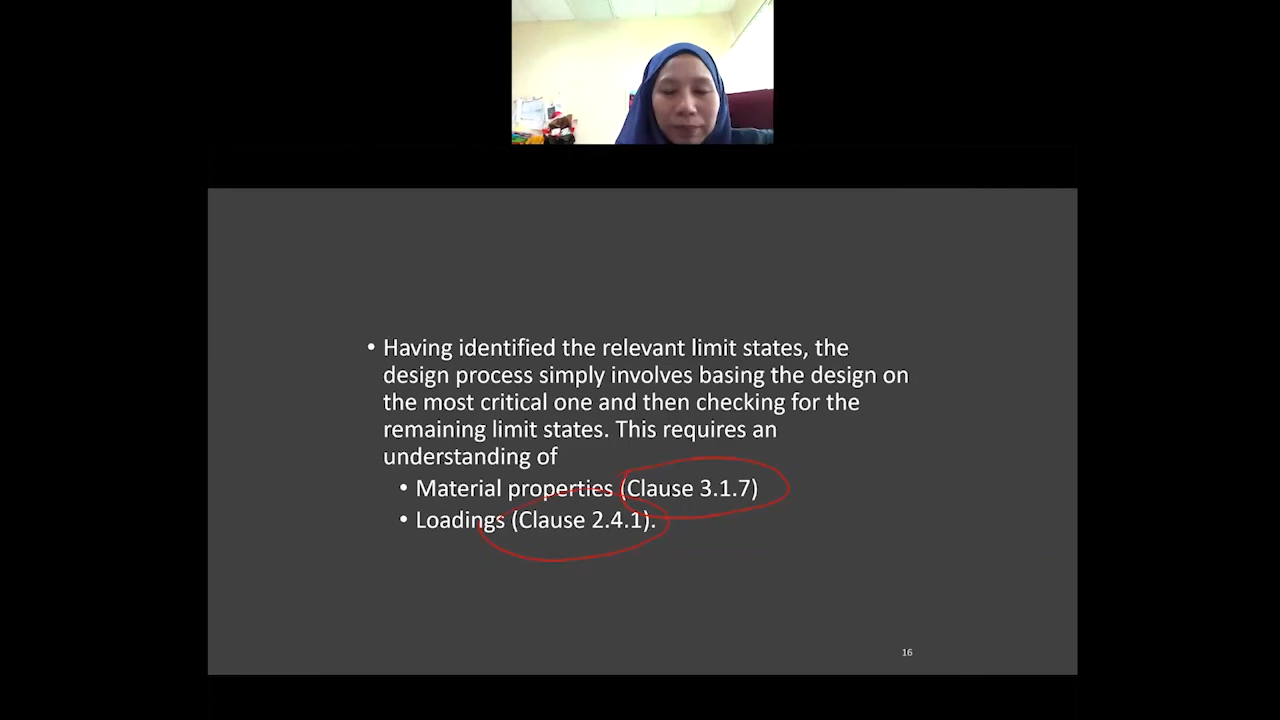 • Having identified the relevant limit states, the
design process simply involves basing the design on
the most critical one and then checking for the
remaining limit states. This requires an
understanding of
• Material properties (Clause 3.1.7)
• Loadings (Clause 2.4.1).
16